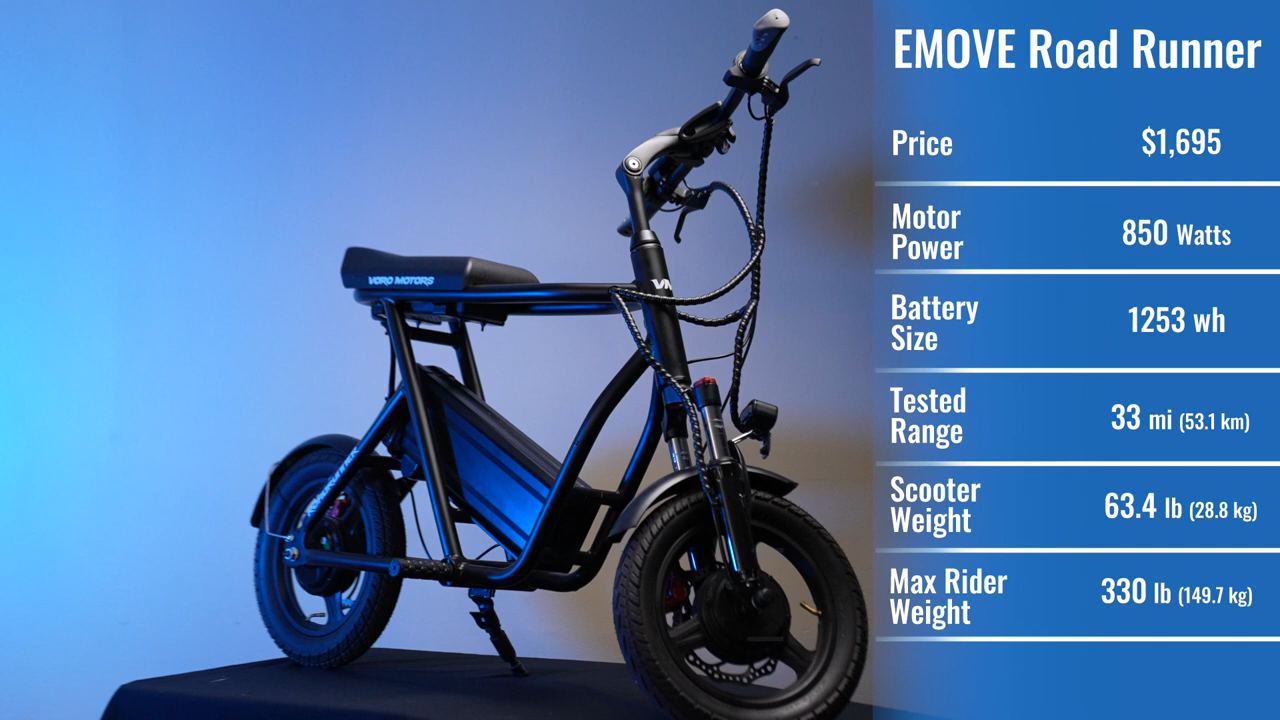 EMOVE Road Runner
Price
$1,695
Motor
Power
850 Watts
Battery
Size
1253 wh
Tested
Range
33 mi (53.1 km)
Scooter
Weight
63.4 lb (28.8 kg)
Max Rider
Weight
330 lb (149.7 kg)
VORO MOTORS
ROADRUNNER